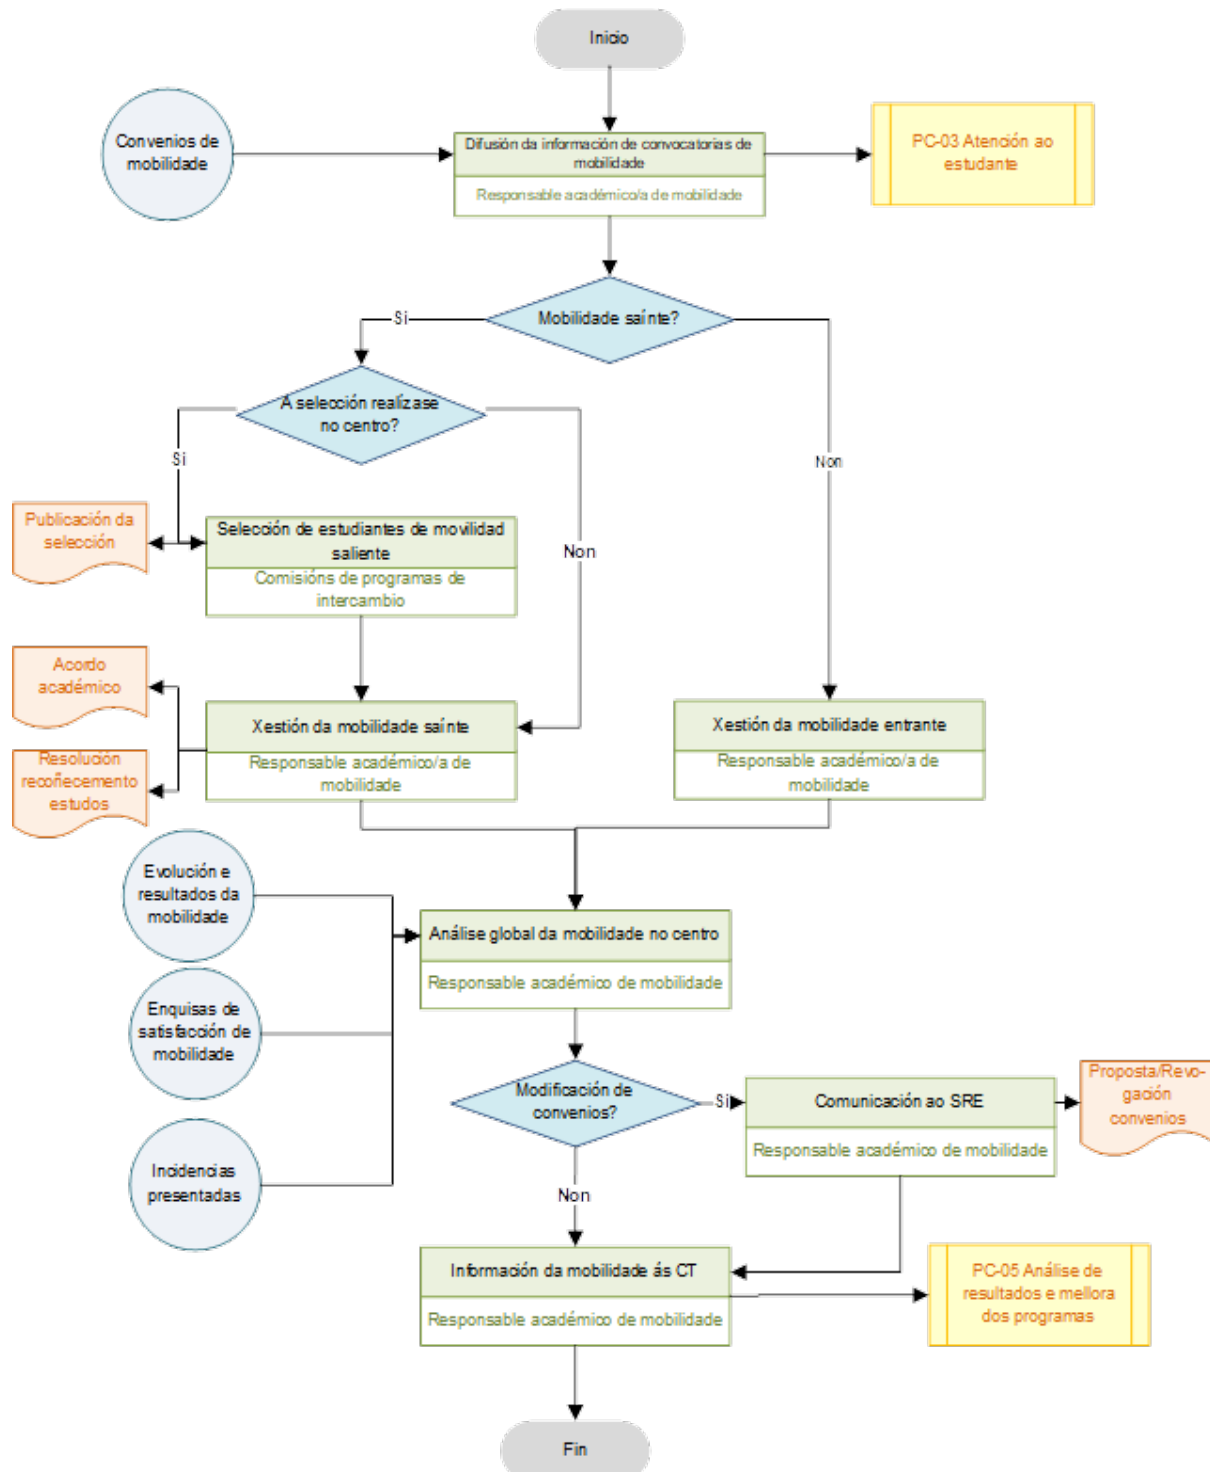 Inicio
Convenios de
mobilidade
Difusión da información de convocatorias de
mobilidade
Responsable académico/a de mobilidade
PC-03 Atención ao
estudante
Mobilidade saínte?
Si
A selección realízase
no centro?
Si
Non
Non
Publicación da
selección
Selección de estudiantes de movilidad
saliente
Comisións de programas de
intercambio
Acordo
académico
Resolución
recoñecemento
estudos
Xestión da mobilidade saínte
Responsable académico/a de
mobilidade
Xestión da mobilidade entrante
Responsable académico/a de
mobilidade
Evolución e
resultados da
mobilidade
Análise global da mobilidade no centro
Responsable académico de mobilidade
Enquisas de
satisfacción de
mobilidade
Modificación de
convenios?
Si
Comunicación ao SRE
Responsable académico de mobilidade
Proposta/Revo-
gación
convenios
Incidencias
presentadas
Non
Información da mobilidade ás CT
Responsable académico de mobilidade
PC-05 Análise de
resultados e mellora
dos programas
Fin